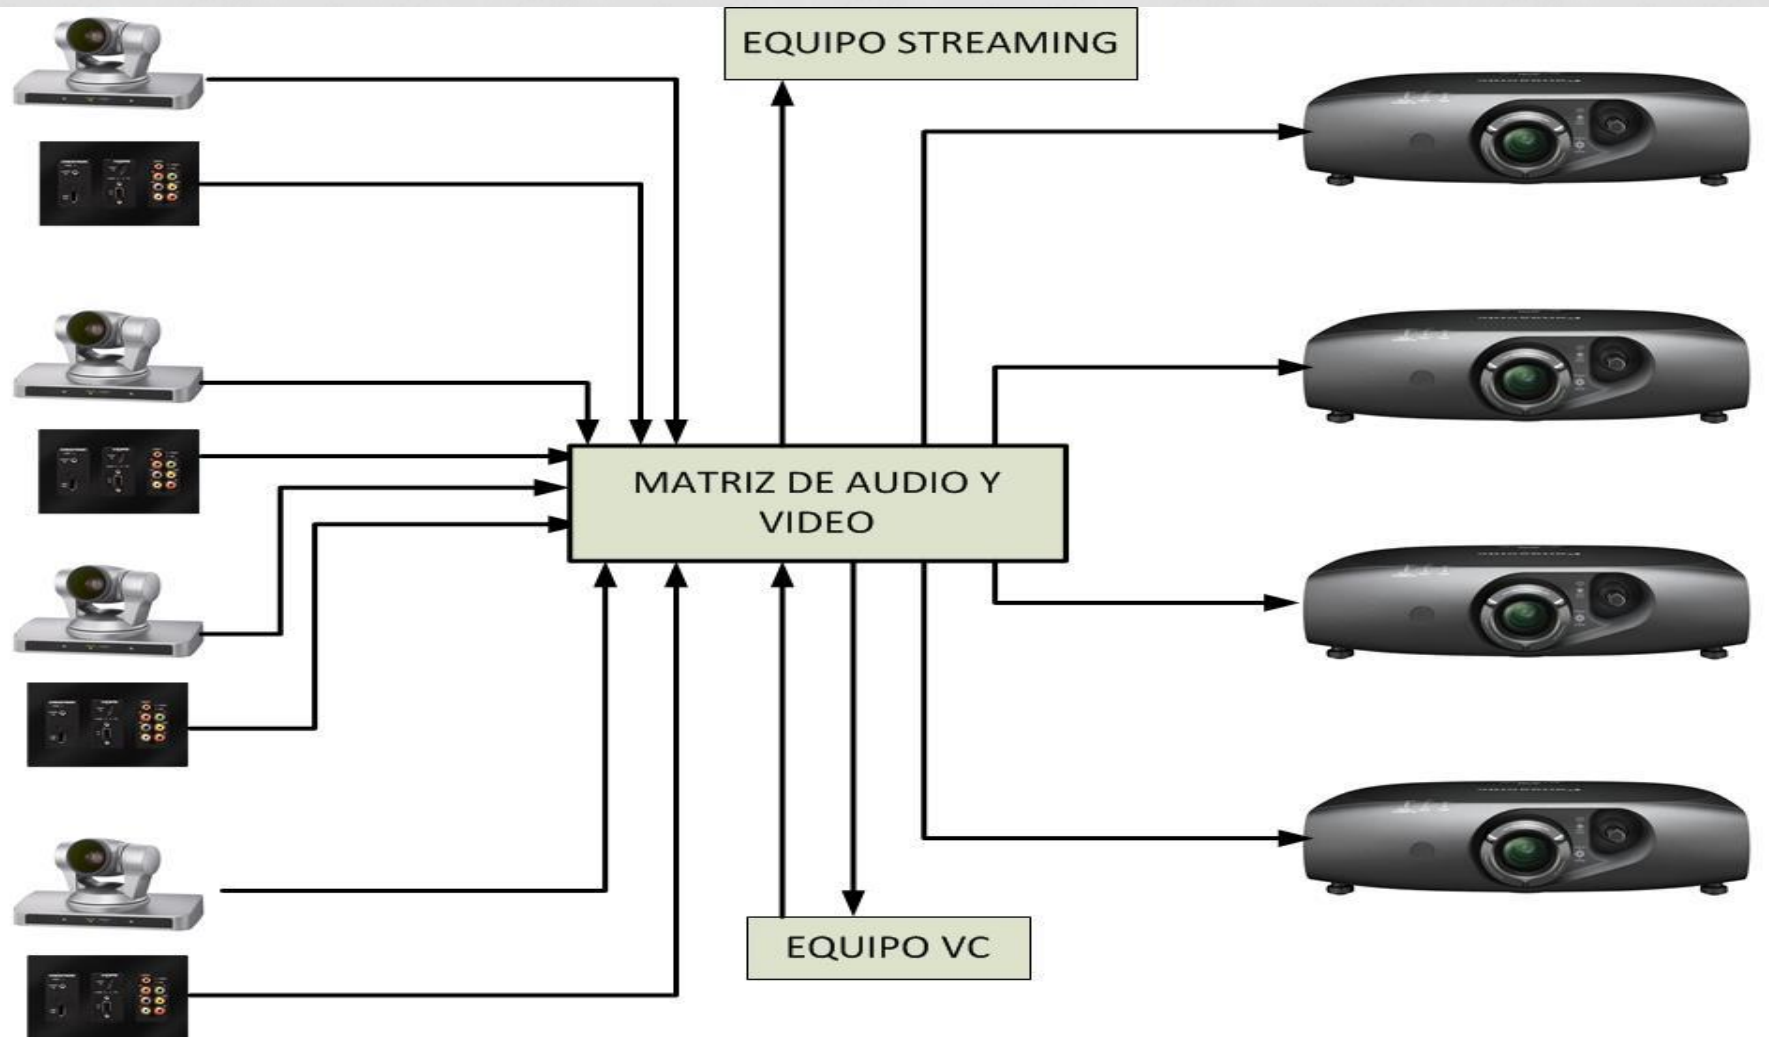 EQUIPO STREAMING
MATRIZ DE AUDIO Y
VIDEO
EQUIPO VC